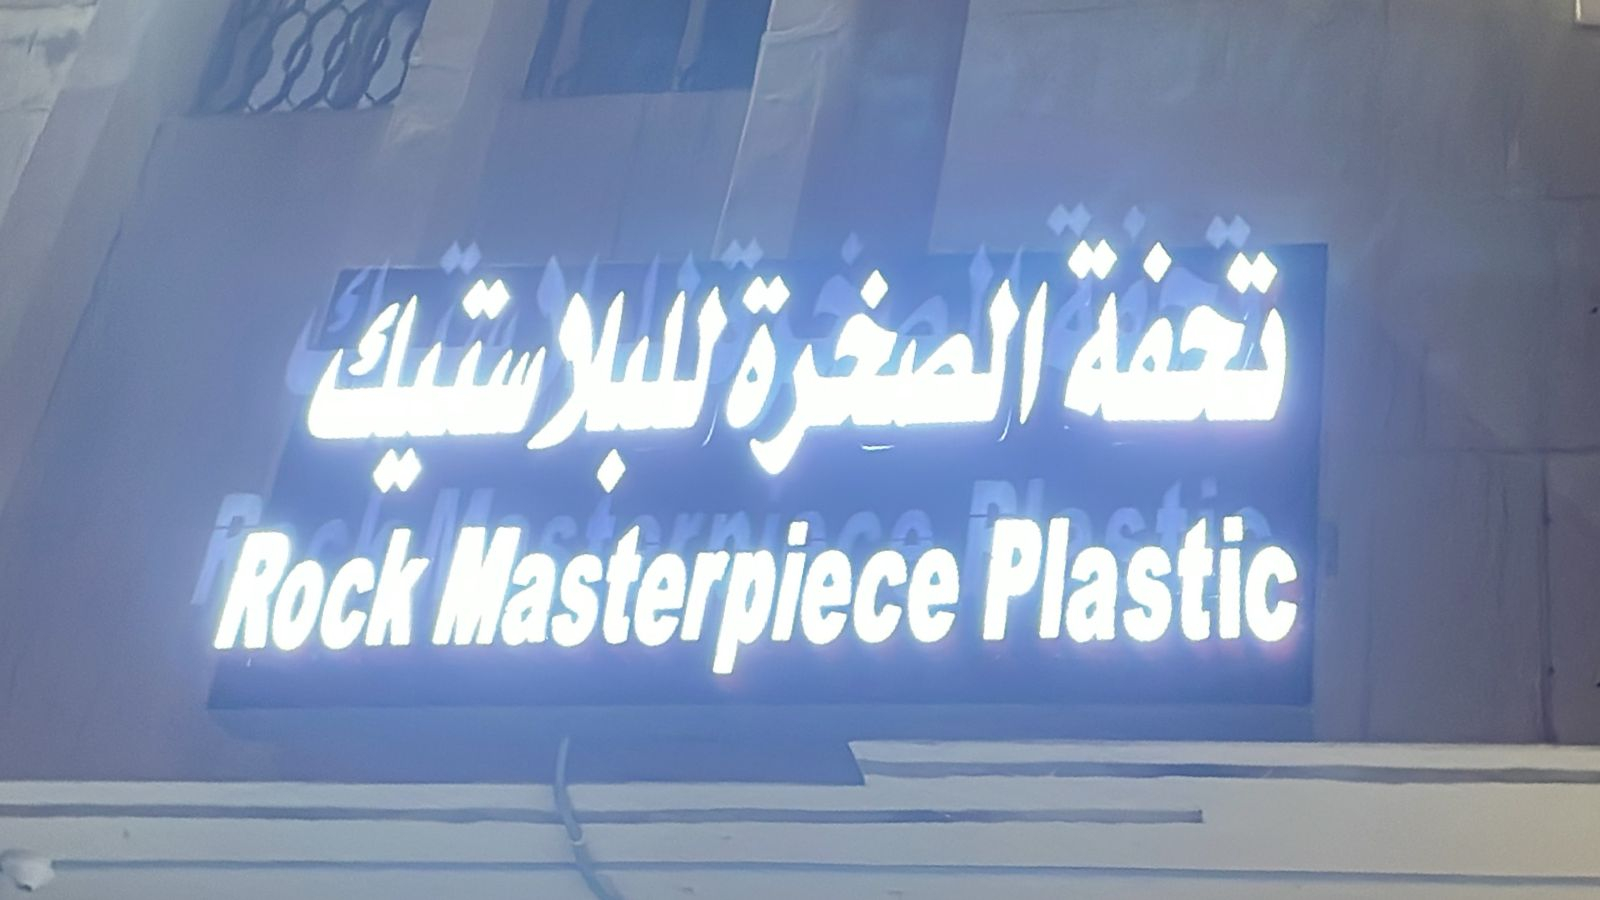 تحفة الصخرة للبلاستيك
Rock Masterpiece Plastic